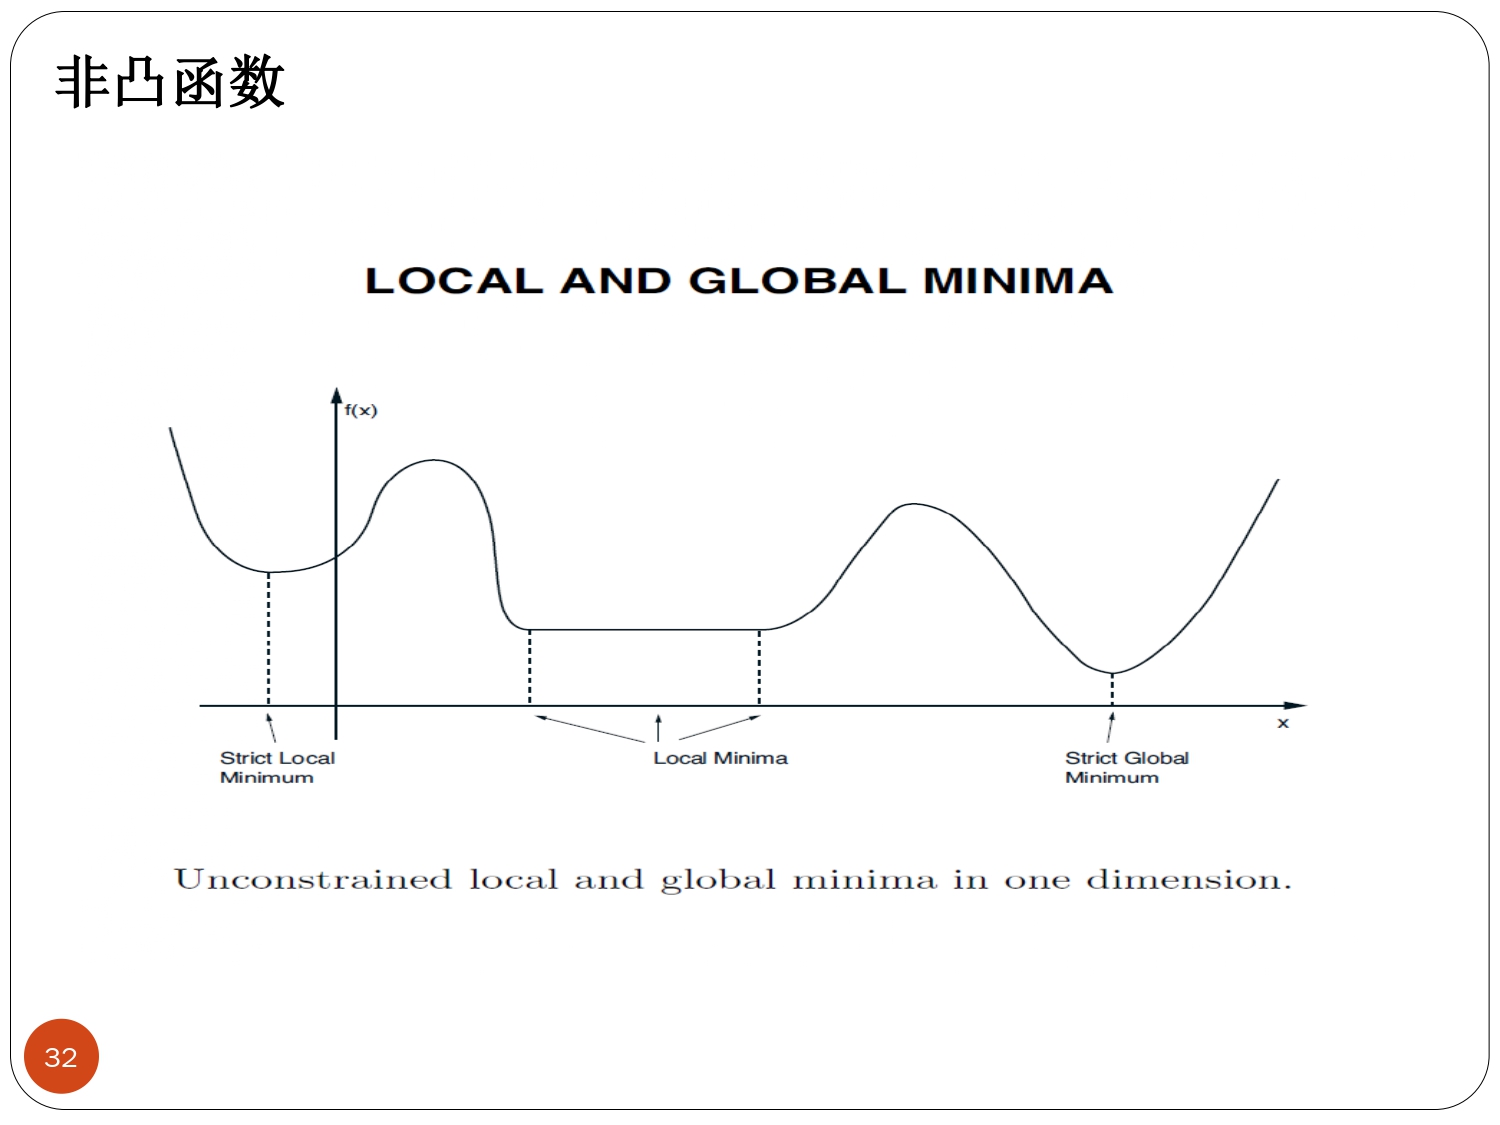 非凸函数
LOCAL AND GLOBAL MINIMA
f(x)
x
Strict Local
Minimum
Local Minima
Strict Global
Minimum
Unconstrained local and global minima in one dimension.
32